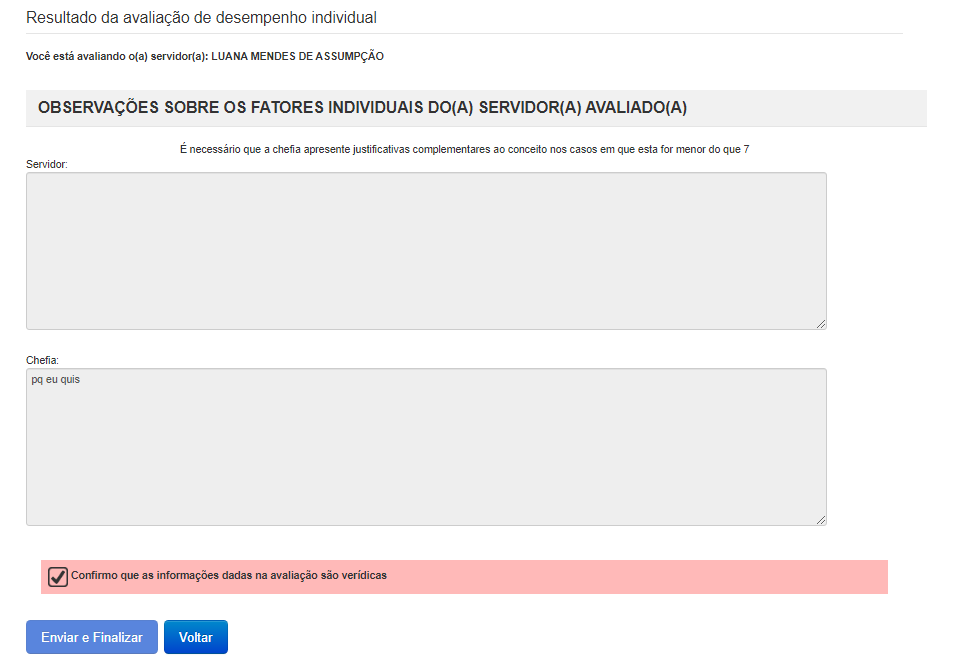 Resultado da avaliação de desempenho individual
Você está avaliando o(a) servidor(a): LUANA MENDES DE ASSUMPÇÃO
OBSERVAÇÕES SOBRE OS FATORES INDIVIDUAIS DO(A) SERVIDOR(A) AVALIADO(A)
É necessário que a chefia apresente justificativas complementares ao conceito nos casos em que esta for menor do que 7
Servidor:
Chefia:
pq eu quis
Confirmo que as informações dadas na avaliação são verídicas
Enviar e Finalizar Voltar